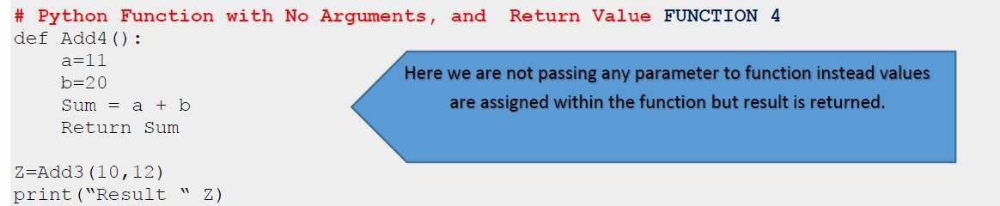 # Python Function with No Arguments, and  Return Value FUNCTION 4
def Add4():
    a=11
    b=20
    Sum = a + b
    Return Sum
Here we are not passing any parameter to function instead values
are assigned within the function but result is returned.
Z=Add3(10,12)
print(“Result “ Z)